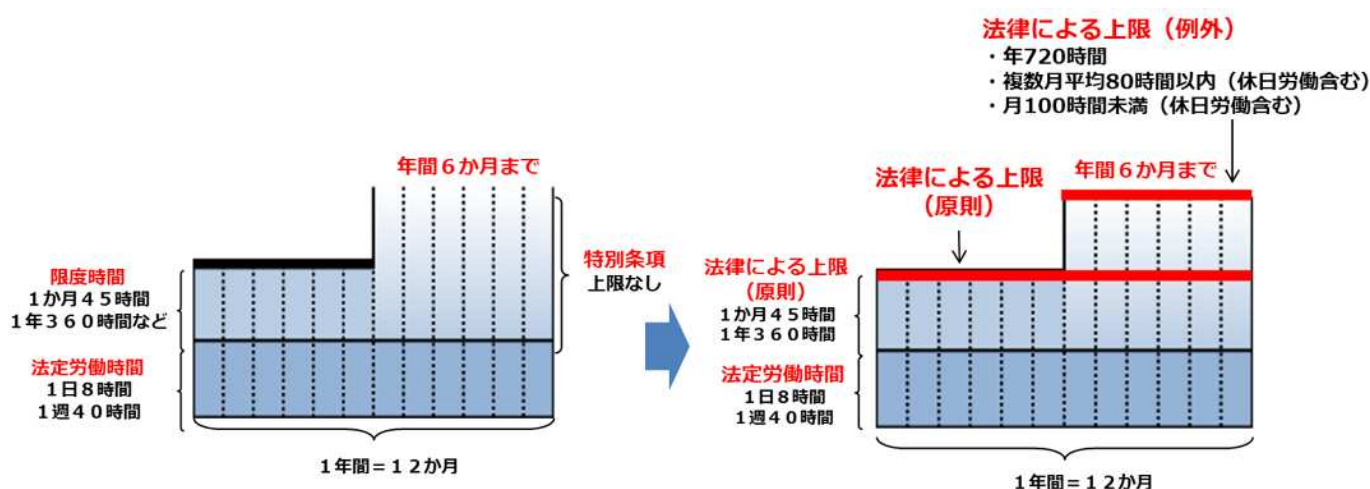 年間６か月まで
限度時間
１か月４５時間
１年３６０時間など
法定労働時間
１日８時間
１週４０時間
特別条項
上限なし
１年間＝１２か月
法律による上限（例外）
・年720時間
・複数月平均80時間以内（休日労働含む）
・月100時間未満（休日労働含む）
年間６か月まで
法律による上限
（原則）
法律による上限
（原則）
１か月４５時間
１年３６０時間
法定労働時間
１日８時間
１週４０時間
１年間＝１２か月